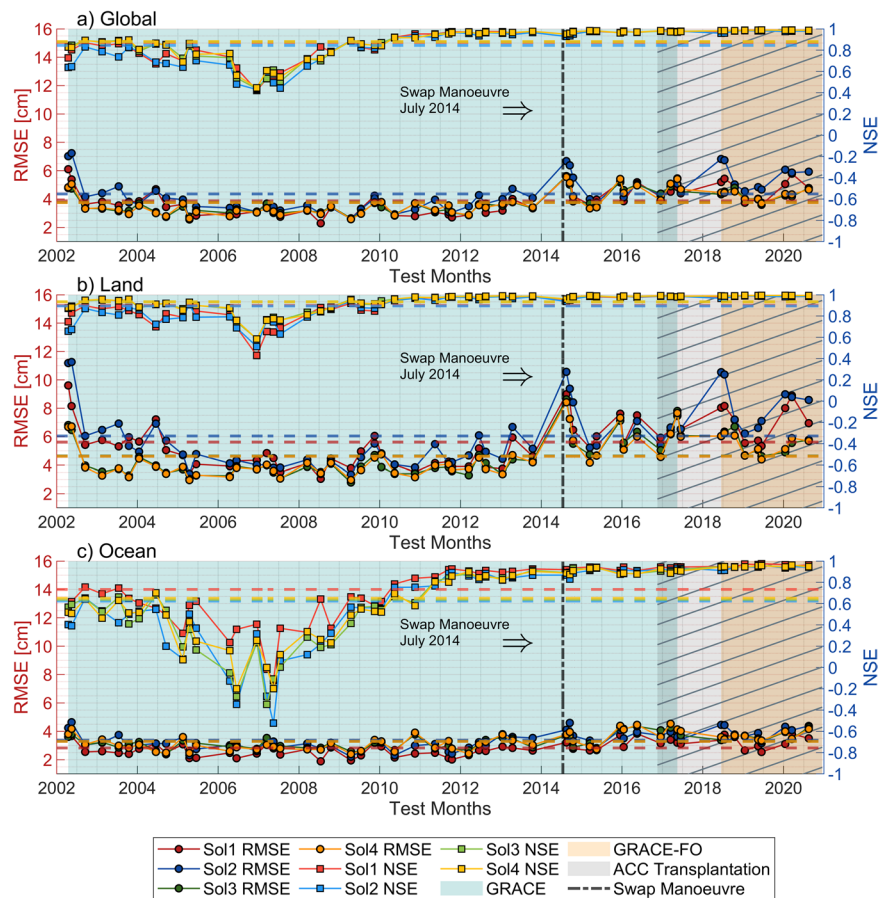 a) Global
16
14
12
10
8
6
4
2
RMSE [cm]
1
0.8
0.6
0.4
0.2
0
-0.2
-0.4
-0.6
-0.8
-1
NSE
Swap Manoeuvre
July 2014
2002 2004 2006 2008 2010 2012 2014 2016 2018 2020
Test Months
b) Land
16
14
12
10
8
6
4
2
RMSE [cm]
1
0.8
0.6
0.4
0.2
0
-0.2
-0.4
-0.6
-0.8
-1
NSE
Swap Manoeuvre
July 2014
2002 2004 2006 2008 2010 2012 2014 2016 2018 2020
Test Months
c) Ocean
16
14
12
10
8
6
4
2
RMSE [cm]
1
0.8
0.6
0.4
0.2
0
-0.2
-0.4
-0.6
-0.8
-1
NSE
Swap Manoeuvre
July 2014
2002 2004 2006 2008 2010 2012 2014 2016 2018 2020
Test Months
Sol1 RMSE Sol4 RMSE Sol3 NSE GRACE-FO
Sol2 RMSE Sol1 NSE Sol4 NSE ACC Transplantation
Sol3 RMSE Sol2 NSE GRACE Swap Manoeuvre